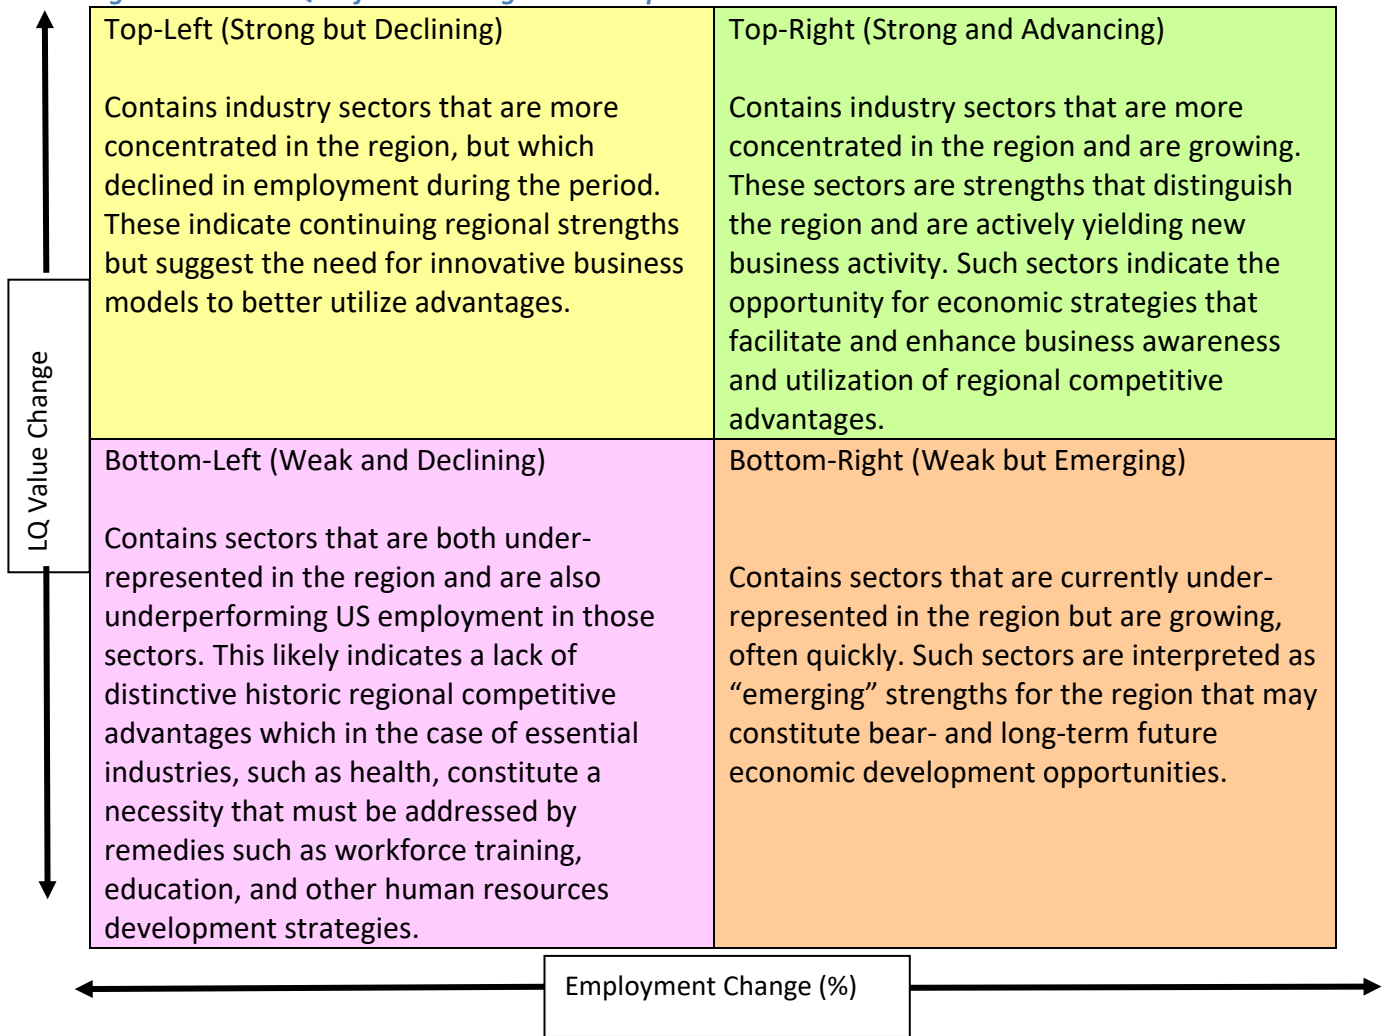 Top-Left (Strong but Declining)
Contains industry sectors that are more
concentrated in the region, but which
declined in employment during the period.
These indicate continuing regional strengths
but suggest the need for innovative business
models to better utilize advantages.
Top-Right (Strong and Advancing)
Contains industry sectors that are more
concentrated in the region and are growing.
These sectors are strengths that distinguish
the region and are actively yielding new
business activity. Such sectors indicate the
opportunity for economic strategies that
facilitate and enhance business awareness
and utilization of regional competitive
advantages.
LQ Value Change
Bottom-Left (Weak and Declining)
Contains sectors that are both under-
represented in the region and are also
underperforming US employment in those
sectors. This likely indicates a lack of
distinctive historic regional competitive
advantages which in the case of essential
industries, such as health, constitute a
necessity that must be addressed by
remedies such as workforce training,
education, and other human resources
development strategies.
Bottom-Right (Weak but Emerging)
Contains sectors that are currently under-
represented in the region but are growing,
often quickly. Such sectors are interpreted as
“emerging” strengths for the region that may
constitute bear- and long-term future
economic development opportunities.
Employment Change (%)